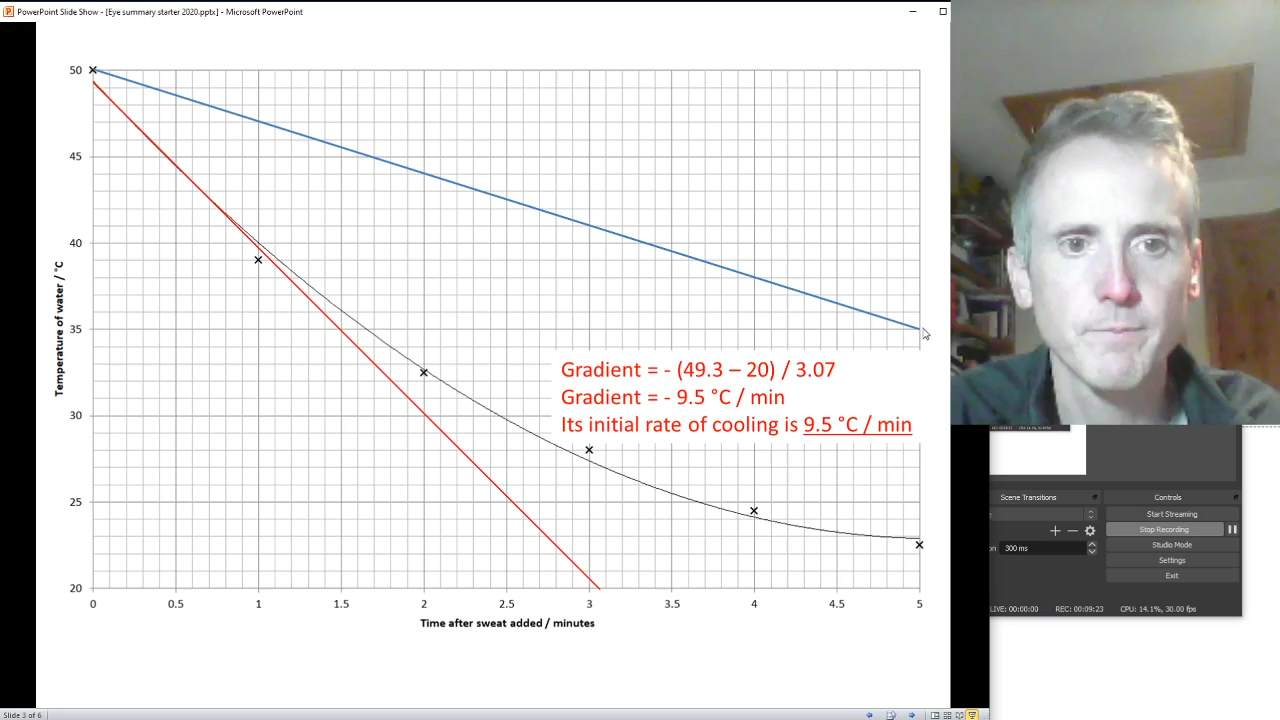 PowerPoint Slide Show - [Eye summary starter 2020.pptx] - Microsoft PowerPoint
50
45
40
35
30
25
20
Temperature of water / °C
0 0.5 1 1.5 2 2.5 3 3.5 4 4.5 5
Time after sweat added / minutes
Gradient = - (49.3 – 20) / 3.07
Gradient = - 9.5 °C / min
Its initial rate of cooling is 9.5 °C / min
Scene Transitions
300 ms
Controls
Start Streaming
Stop Recording
Studio Mode
Settings
Exit
LIVE: 00:00:00 REC: 00:09:23 CPU: 14.1%, 30.00 fps
Slide 3 of 6